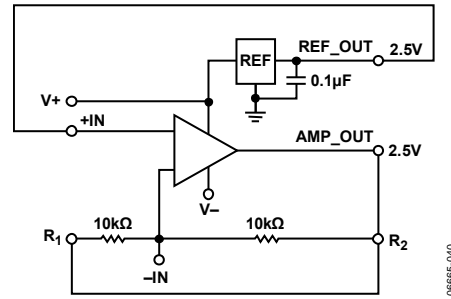 REF_OUT 2.5V
REF
0.1µF
V+
+IN
AMP_OUT
2.5V
V–
10kΩ 10kΩ
R1 R2
–IN
06665-040